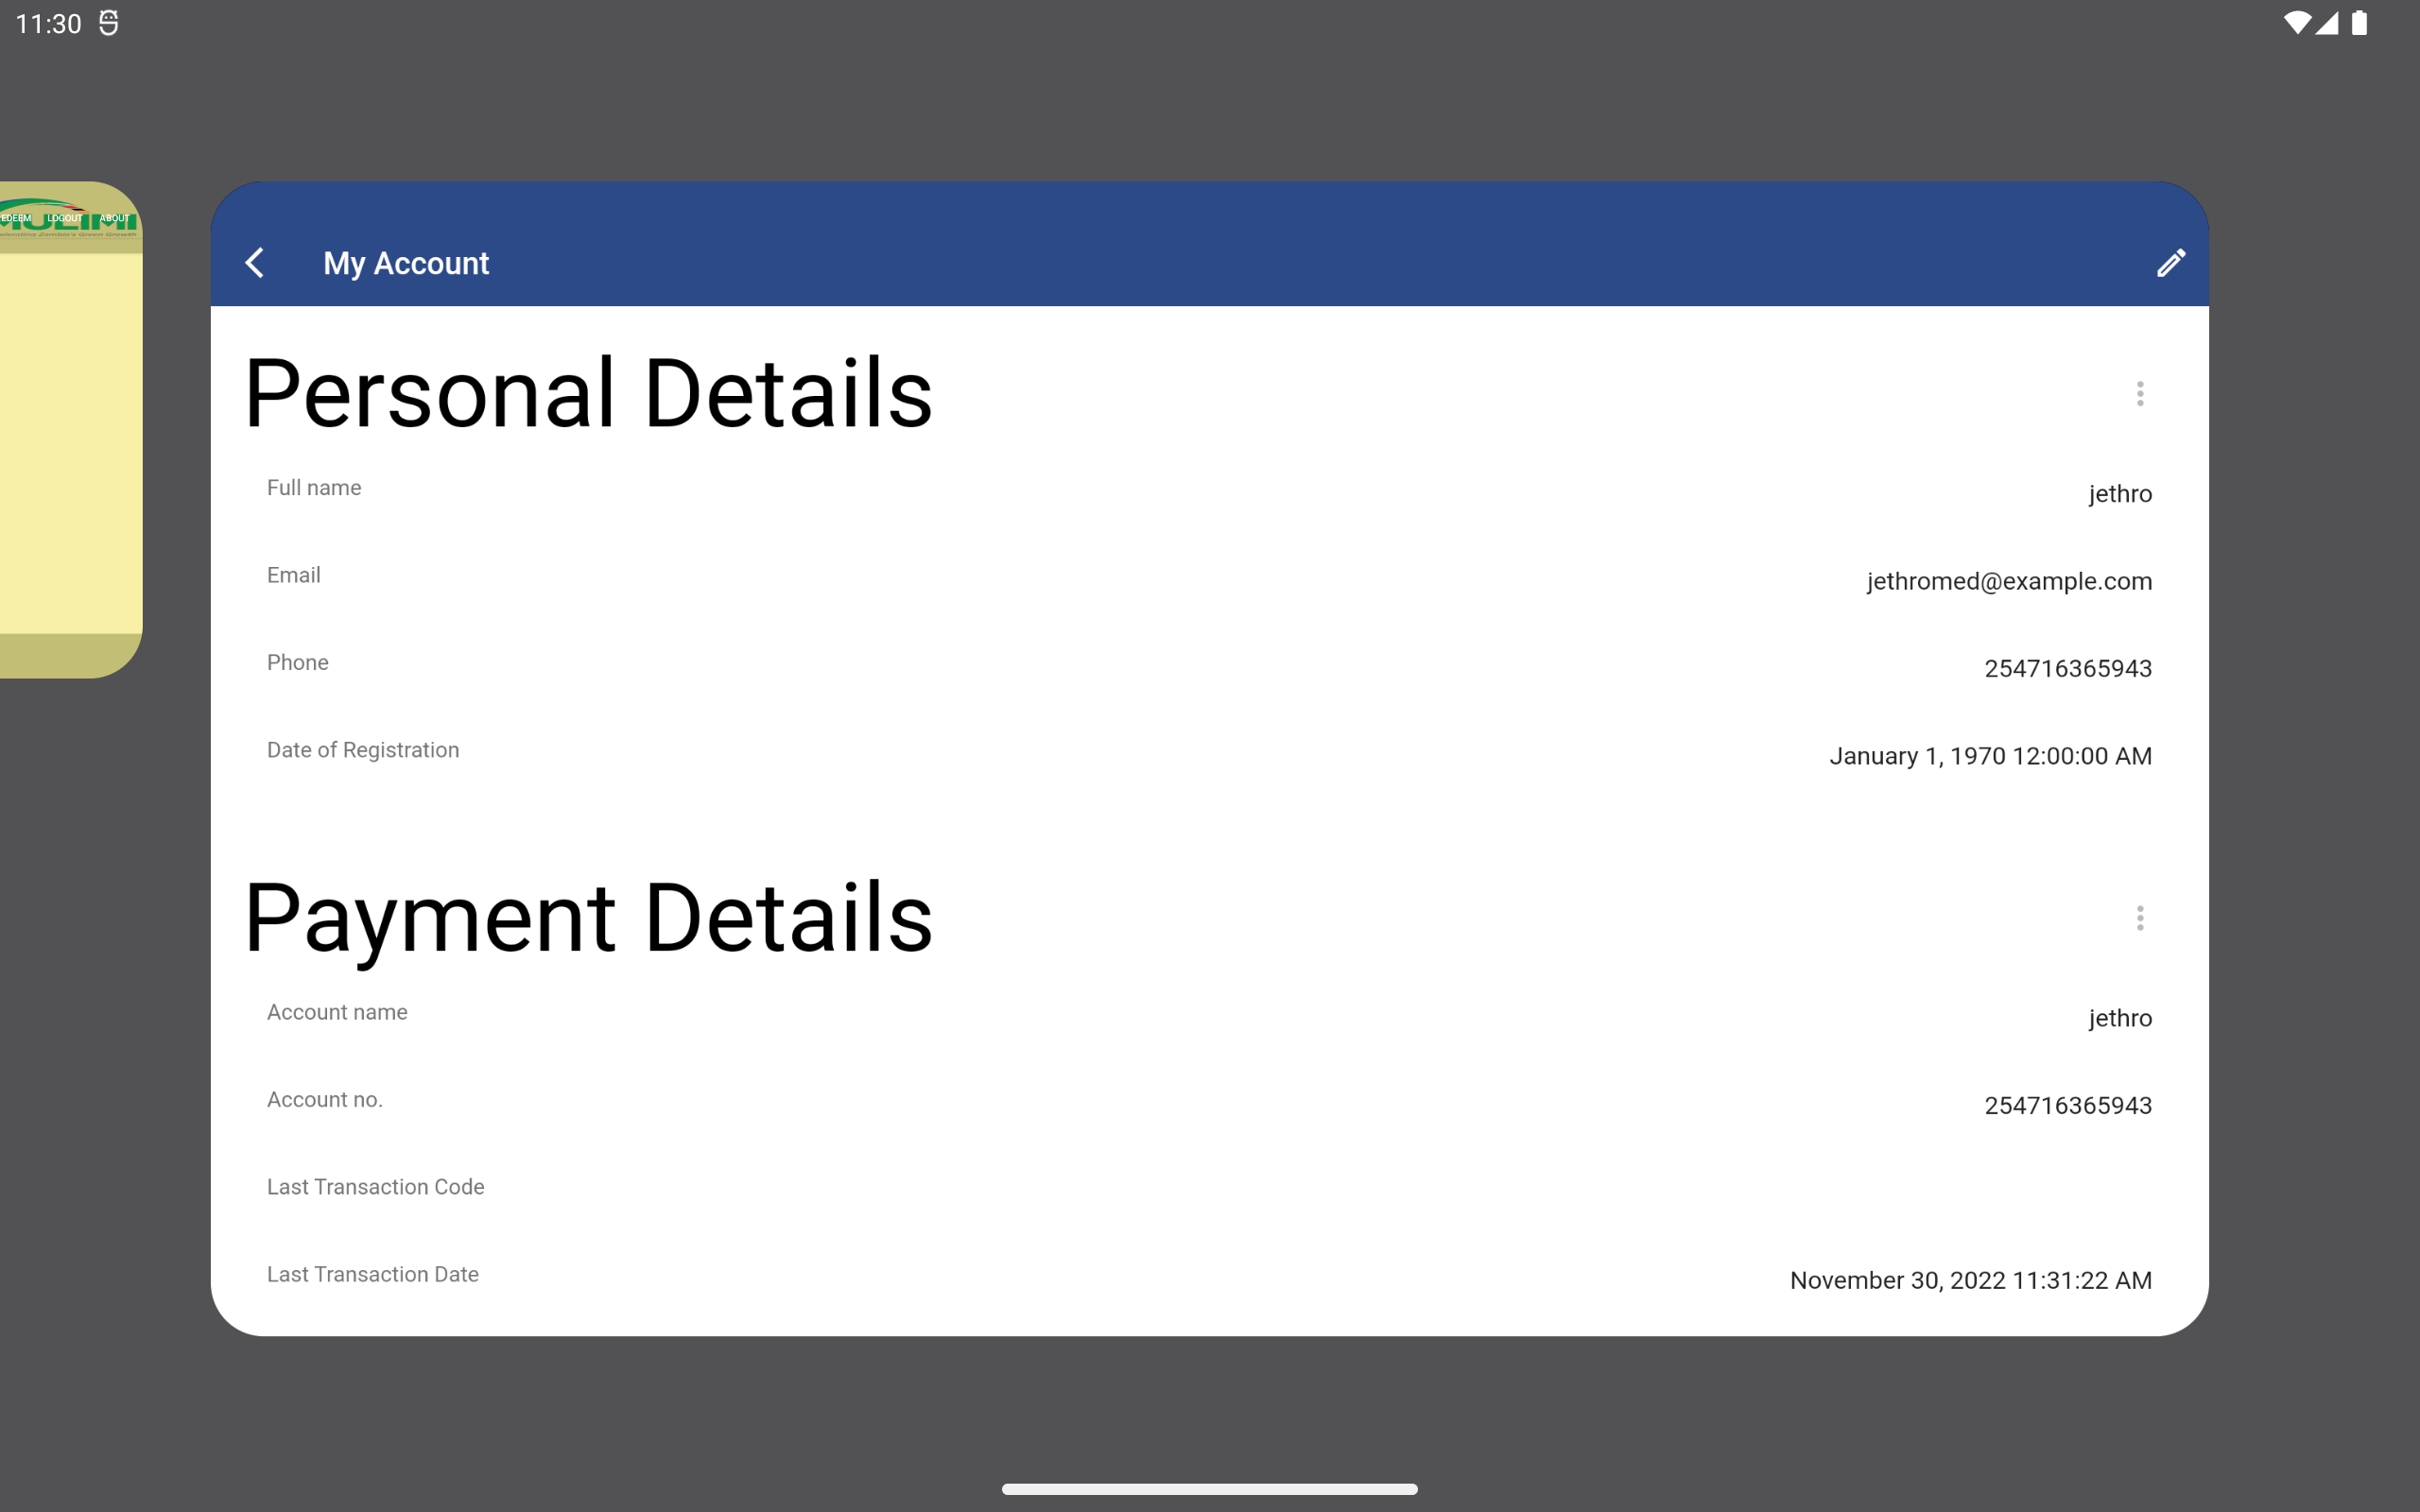 11:30
EDEEM LOGOUT ABOUT
My Account
Personal Details
Full name
jethro
Email
jethromed@example.com
Phone
254716365943
Date of Registration
January 1, 1970 12:00:00 AM
Payment Details
Account name
jethro
Account no.
254716365943
Last Transaction Code
Last Transaction Date
November 30, 2022 11:31:22 AM